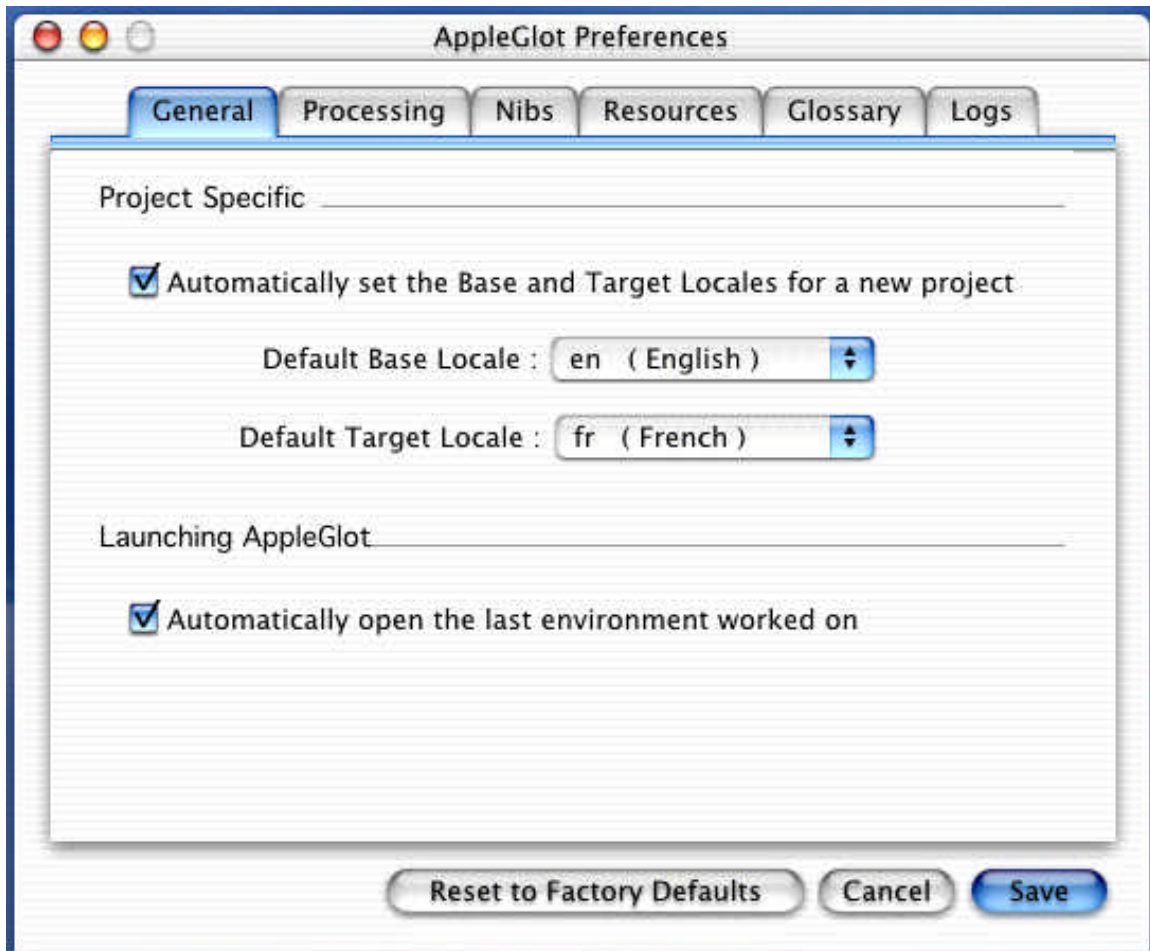 AppleGlot Preferences
General Processing Nibs Resources Glossary Logs
Project Specific
Automatically set the Base and Target Locales for a new project
Default Base Locale : en ( English )
Default Target Locale : fr ( French )
Launching AppleGlot
Automatically open the last environment worked on
Reset to Factory Defaults Cancel Save